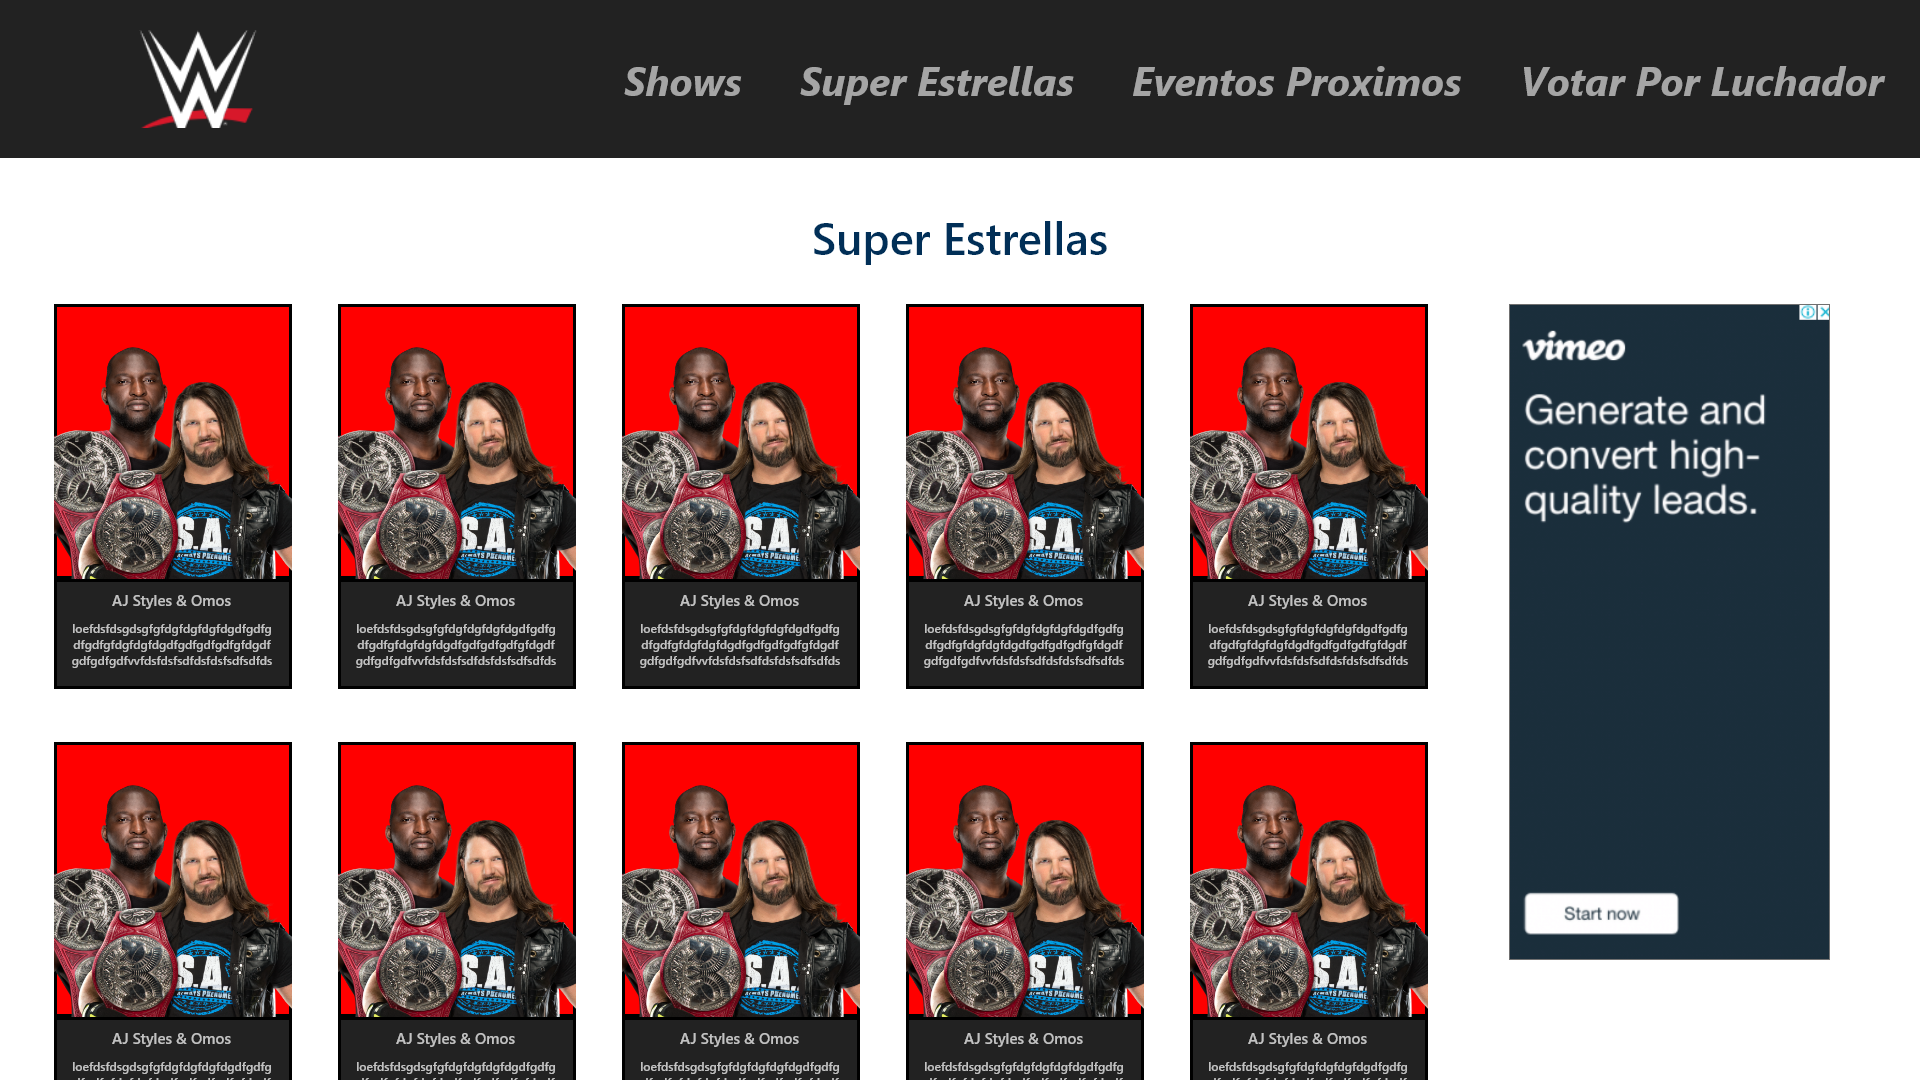 Shows Super Estrellas Eventos Proximos Votar Por Luchador
Super Estrellas
AJ Styles & Omos
loefdsfdsgdsgfgfdgfdgfdgfdgdfgdfg
dfgdfgfdgfdgfdgdfgdfgdfgdfgfdgdf
gdfgdfgdfvvfdsfdsfsdfdsfdsfsdfsdfds
AJ Styles & Omos
loefdsfdsgdsgfgfdgfdgfdgfdgdfgdfg
dfgdfgfdgfdgfdgdfgdfgdfgdfgfdgdf
gdfgdfgdfvvfdsfdsfsdfdsfdsfsdfsdfds
AJ Styles & Omos
loefdsfdsgdsgfgfdgfdgfdgfdgdfgdfg
dfgdfgfdgfdgfdgdfgdfgdfgdfgfdgdf
gdfgdfgdfvvfdsfdsfsdfdsfdsfsdfsdfds
AJ Styles & Omos
loefdsfdsgdsgfgfdgfdgfdgfdgdfgdfg
dfgdfgfdgfdgfdgdfgdfgdfgdfgfdgdf
gdfgdfgdfvvfdsfdsfsdfdsfdsfsdfsdfds
AJ Styles & Omos
loefdsfdsgdsgfgfdgfdgfdgfdgdfgdfg
dfgdfgfdgfdgfdgdfgdfgdfgdfgfdgdf
gdfgdfgdfvvfdsfdsfsdfdsfdsfsdfsdfds
vimeo
Generate and
convert high-
quality leads.
Start now
AJ Styles & Omos
loefdsfdsgdsgfgfdgfdgfdgfdgdfgdfg
AJ Styles & Omos
loefdsfdsgdsgfgfdgfdgfdgfdgdfgdfg
AJ Styles & Omos
loefdsfdsgdsgfgfdgfdgfdgfdgdfgdfg
AJ Styles & Omos
loefdsfdsgdsgfgfdgfdgfdgfdgdfgdfg
AJ Styles & Omos
loefdsfdsgdsgfgfdgfdgfdgfdgdfgdfg